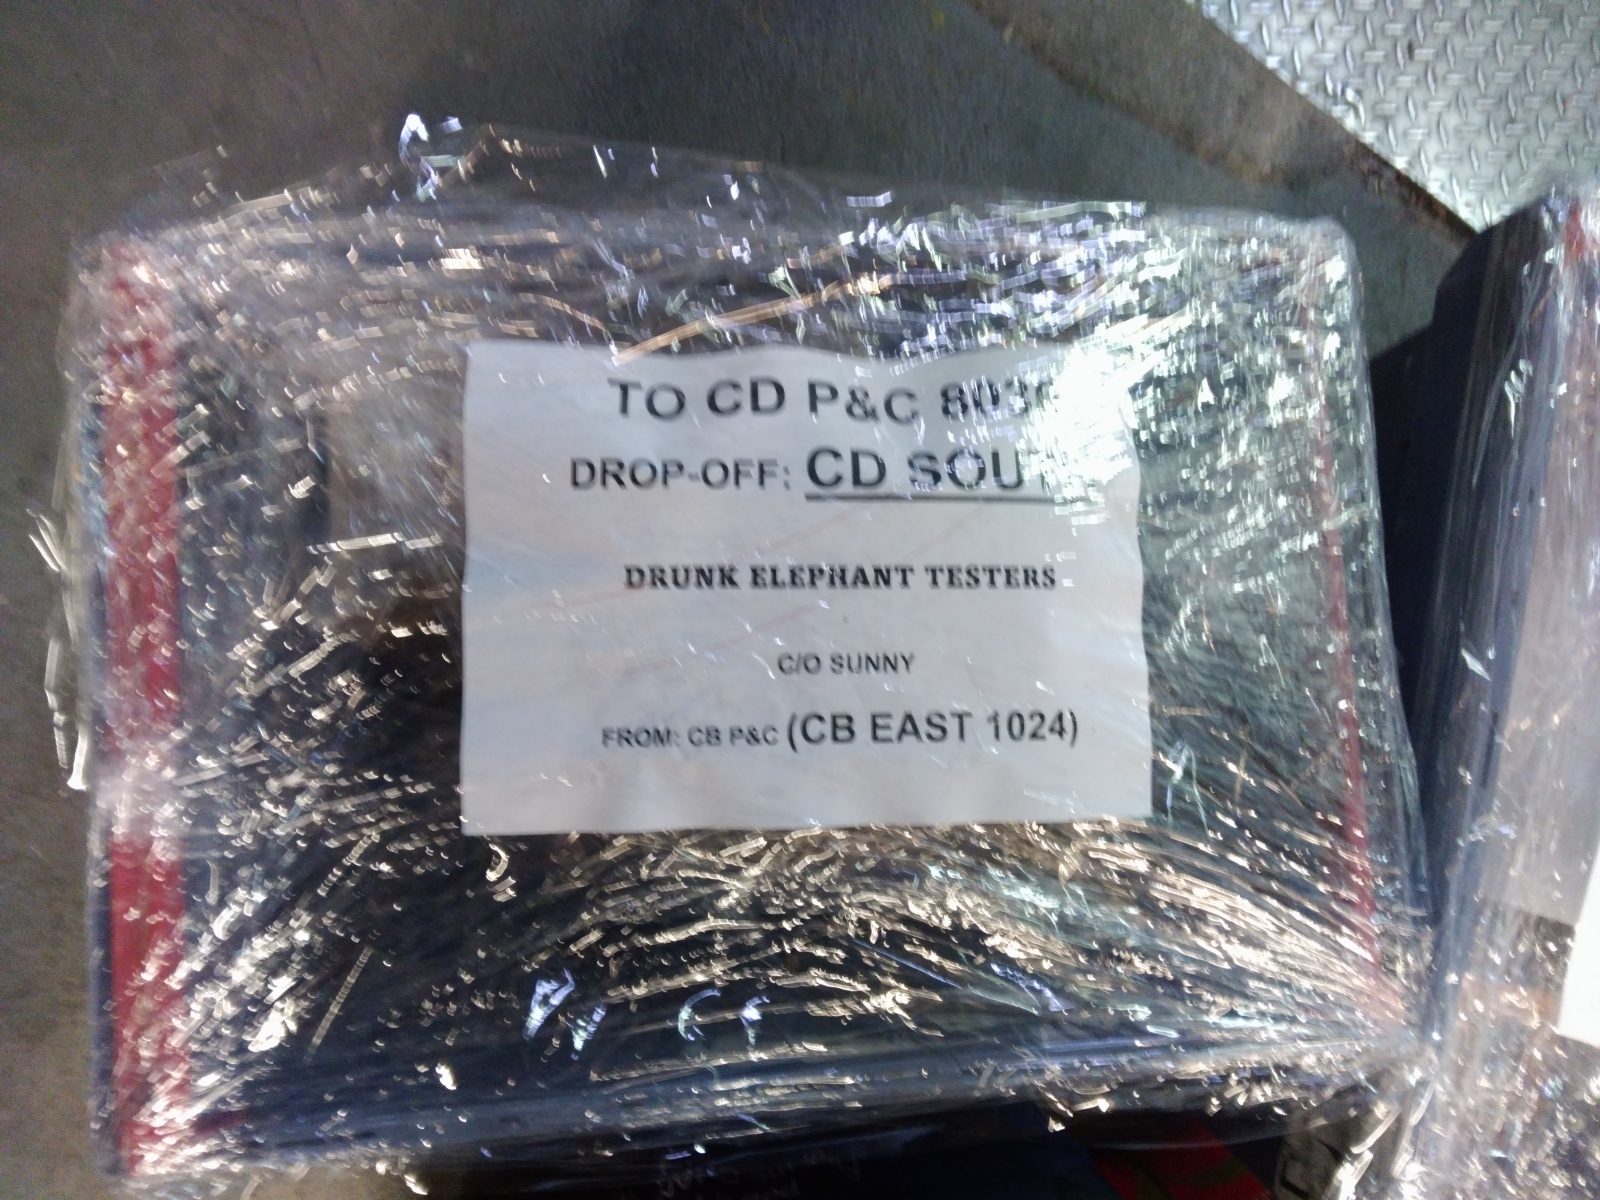 TO CD P&C
DROP-OFF: CD
DRUNK ELEPHANT TESTERS
C/O SUNNY
FROM: CB P&C (CB EAST 1024)